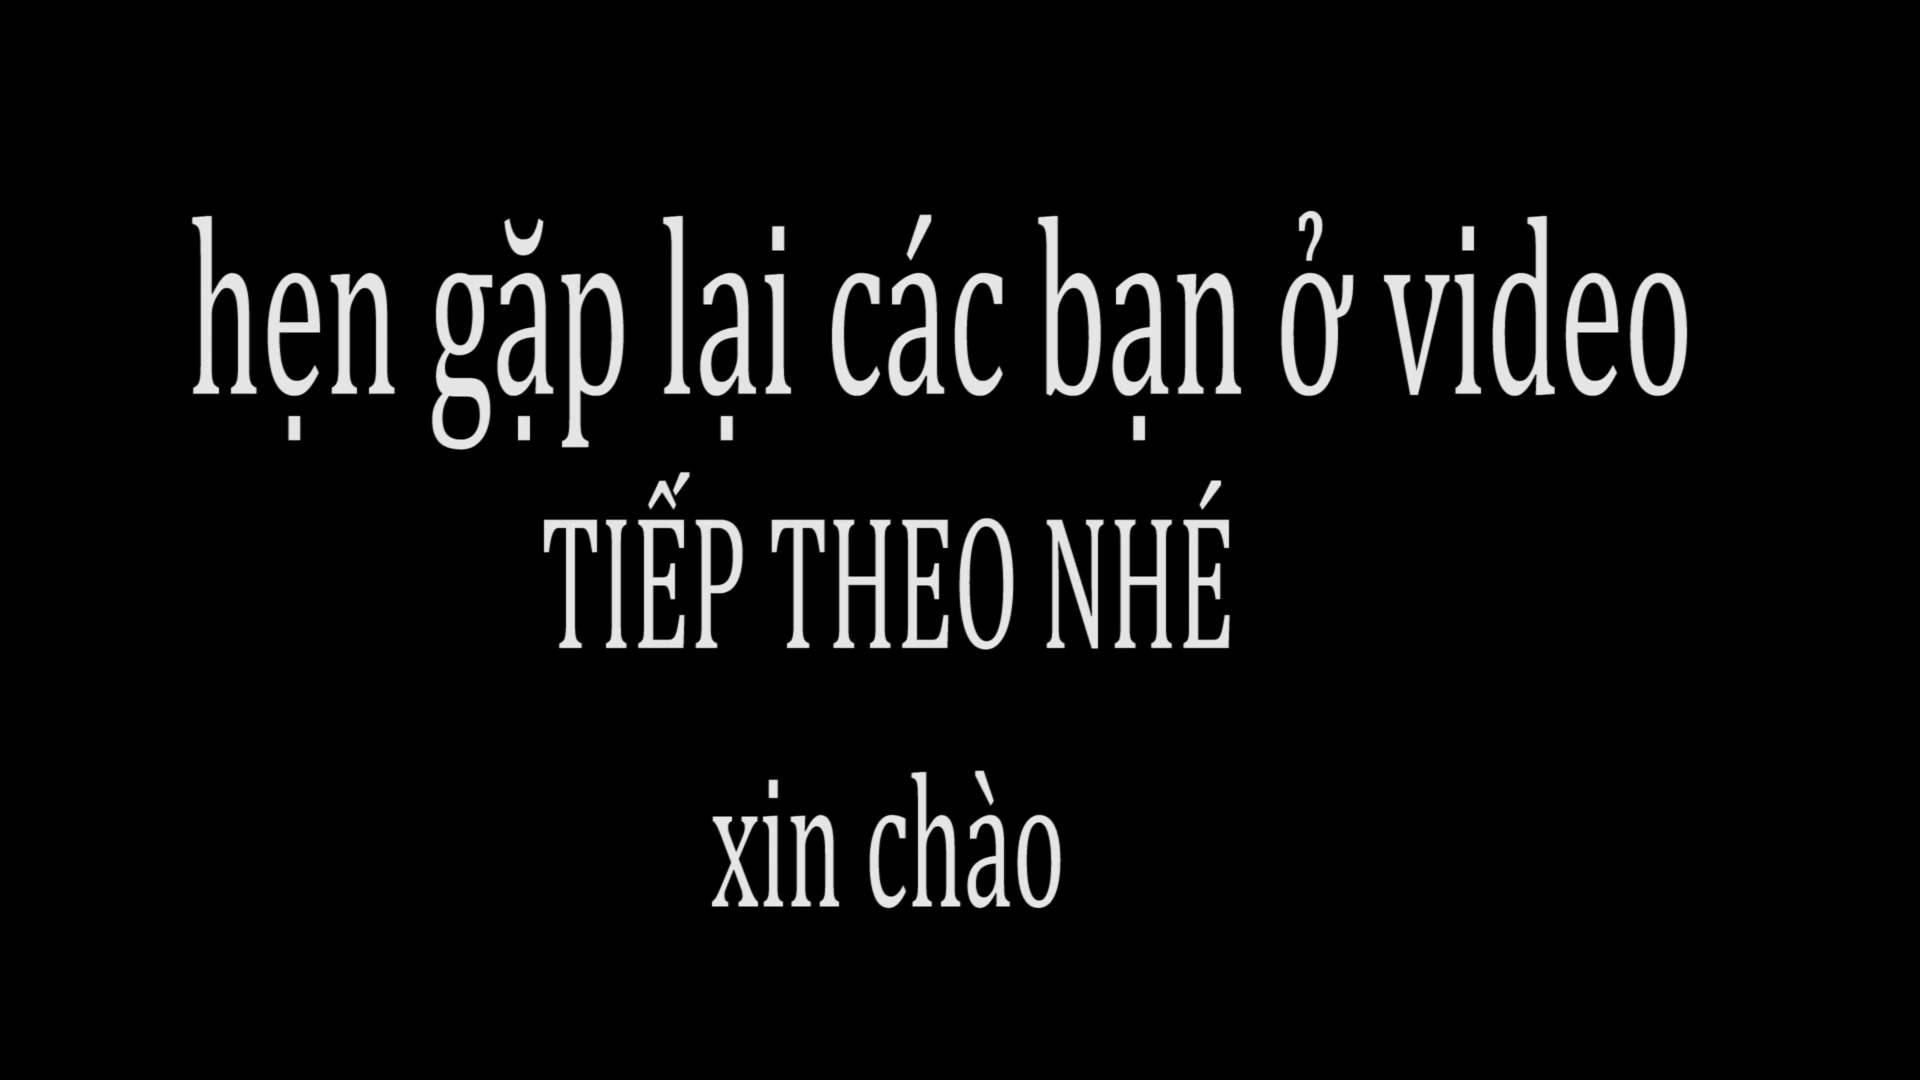 hẹn gặp lại các bạn ở video
TIẾP THEO NHÉ
xin chào